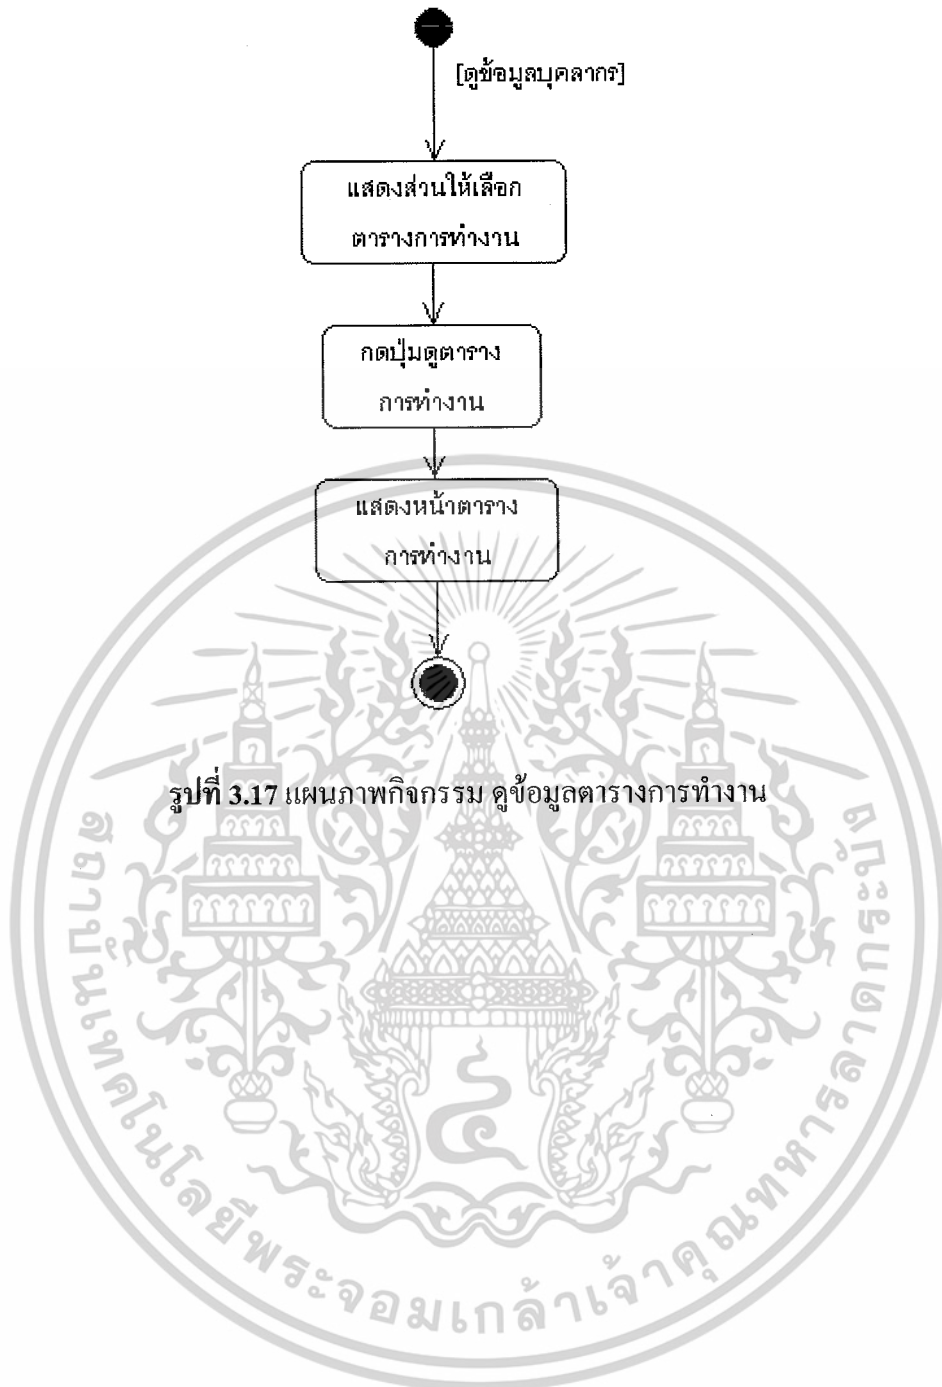 [ดูข้อมูลบุคลากร]
แสดงส่วนให้เลือก
ตารางการทำงาน
กดปุ่มดูตาราง
การทำงาน
แสดงหน้าตาราง
การทำงาน
รูปที่ 3.17 แผนภาพกิจกรรม ดูข้อมูลตารางการทำงาน
สถาบันเทคโนโลยีพระจอมเกล้าเจ้าคุณทหารลาดกระบัง
๔